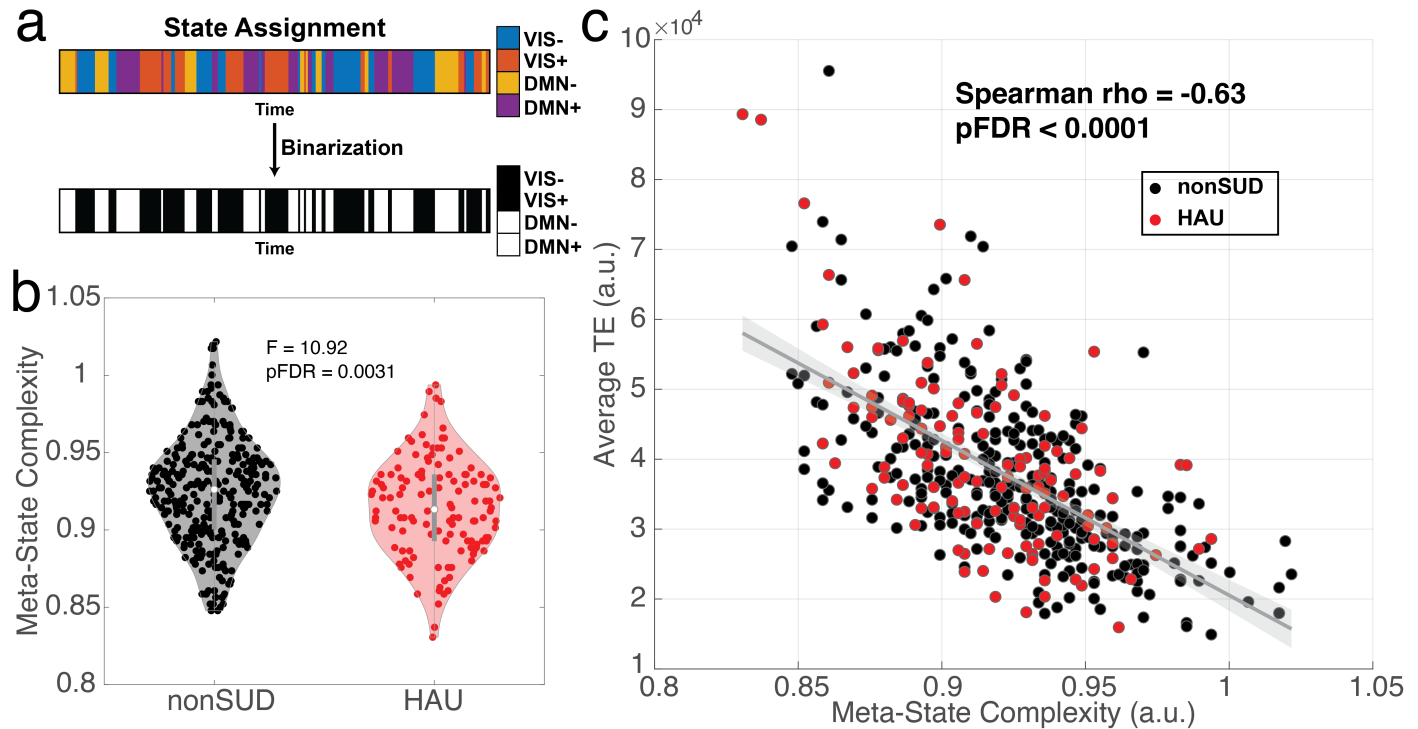 a
State Assignment
VIS-
VIS+
DMN-
DMN+
Time
Binarization
VIS-
VIS+
DMN-
DMN+
Time
b
Meta-State Complexity
1.05
1
0.95
0.9
0.85
0.8
F = 10.92
pFDR = 0.0031
nonSUD
HAU
c
×10⁴
Average TE (a.u.)
10
9
8
7
6
5
4
3
2
1
Spearman rho = -0.63
pFDR < 0.0001
nonSUD
HAU
0.8
0.85
0.9
0.95
1
1.05
Meta-State Complexity (a.u.)